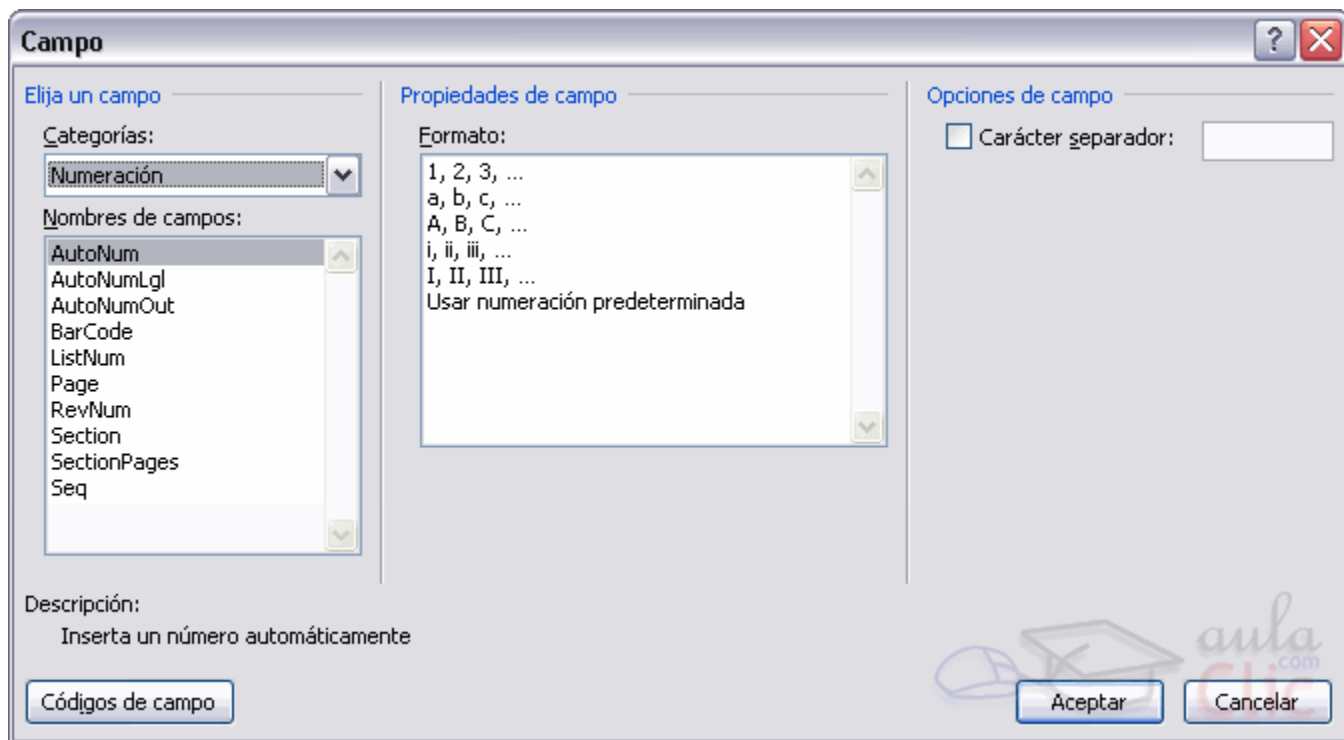 Campo
Elija un campo
Categorías:
Numeración
Nombres de campos:
AutoNum
AutoNumLgl
AutoNumOut
BarCode
ListNum
Page
RevNum
Section
SectionPages
Seq
Propiedades de campo
Formato:
1, 2, 3, ...
a, b, c, ...
A, B, C, ...
i, ii, iii, ...
I, II, III, ...
Usar numeración predeterminada
Opciones de campo
Carácter separador:
Descripción:
Inserta un número automáticamente
Códigos de campo
aula
.com
Clic
Aceptar
Cancelar